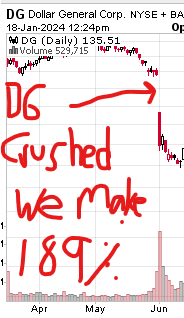 DG Dollar General Corp. NYSE + BA
18-Jan-2024 12:24pm Op
DG (Daily) 135.51
Volume 529,715
DG
Crushed
We Make
189%
Apr May Jun